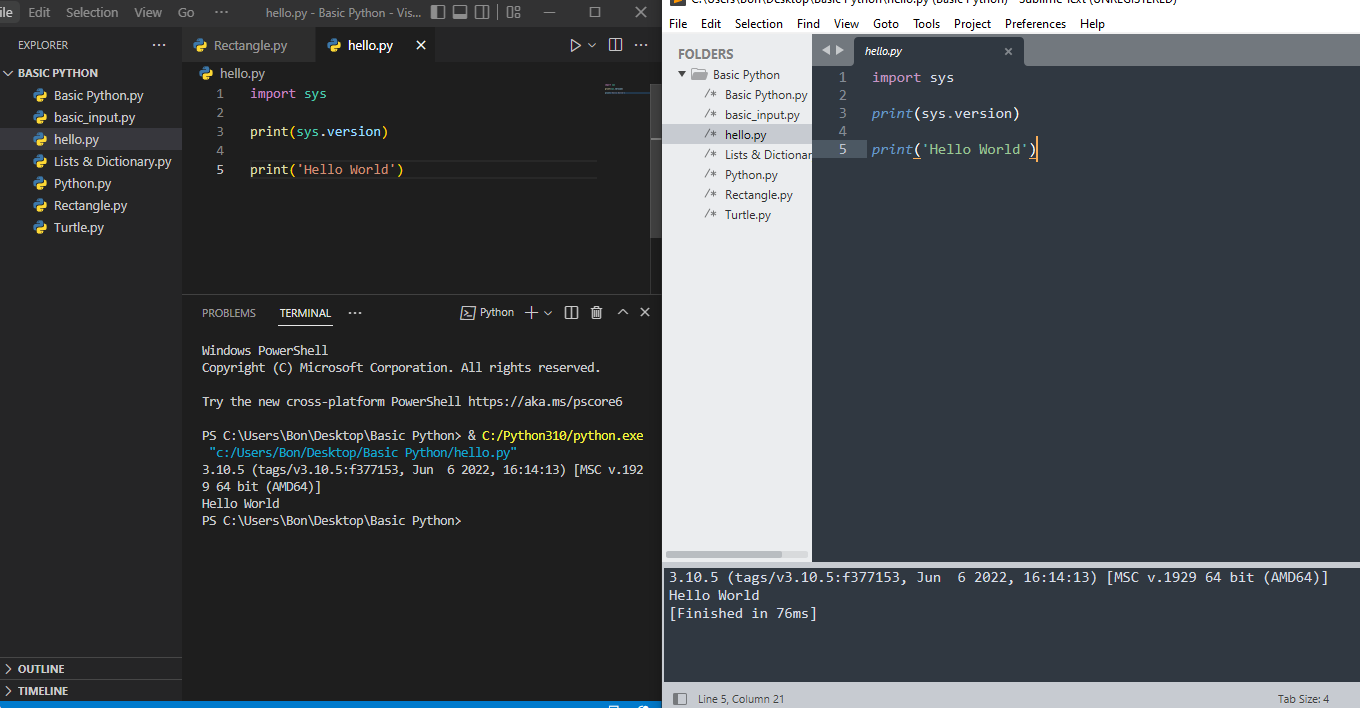 ile Edit Selection View Go ··· hello.py - Basic Python - Vis...
EXPLORER ···
BASIC PYTHON
Basic Python.py
basic_input.py
hello.py
Lists & Dictionary.py
Python.py
Rectangle.py
Turtle.py
OUTLINE
TIMELINE
Rectangle.py hello.py
hello.py
1 import sys
2
3 print(sys.version)
4
5 print('Hello World')
PROBLEMS TERMINAL ··· Python
Windows PowerShell
Copyright (C) Microsoft Corporation. All rights reserved.
Try the new cross-platform PowerShell https://aka.ms/pscore6
PS C:\Users\Bon\Desktop\Basic Python> & C:/Python310/python.exe
"c:/Users/Bon/Desktop/Basic Python/hello.py"
3.10.5 (tags/v3.10.5:f377153, Jun  6 2022, 16:14:13) [MSC v.192
9 64 bit (AMD64)]
Hello World
PS C:\Users\Bon\Desktop\Basic Python>
C:\Users\Bon\Desktop\Basic Python\hello.py (Basic Python) - Sublime Text (UNREGISTERED)
File Edit Selection Find View Goto Tools Project Preferences Help
FOLDERS
Basic Python
/* Basic Python.py
/* basic_input.py
/* hello.py
/* Lists & Dictionar
/* Python.py
/* Rectangle.py
/* Turtle.py
hello.py
1 import sys
2
3 print(sys.version)
4
5 print('Hello World')
3.10.5 (tags/v3.10.5:f377153, Jun  6 2022, 16:14:13) [MSC v.1929 64 bit (AMD64)]
Hello World
[Finished in 76ms]
Line 5, Column 21
Tab Size: 4